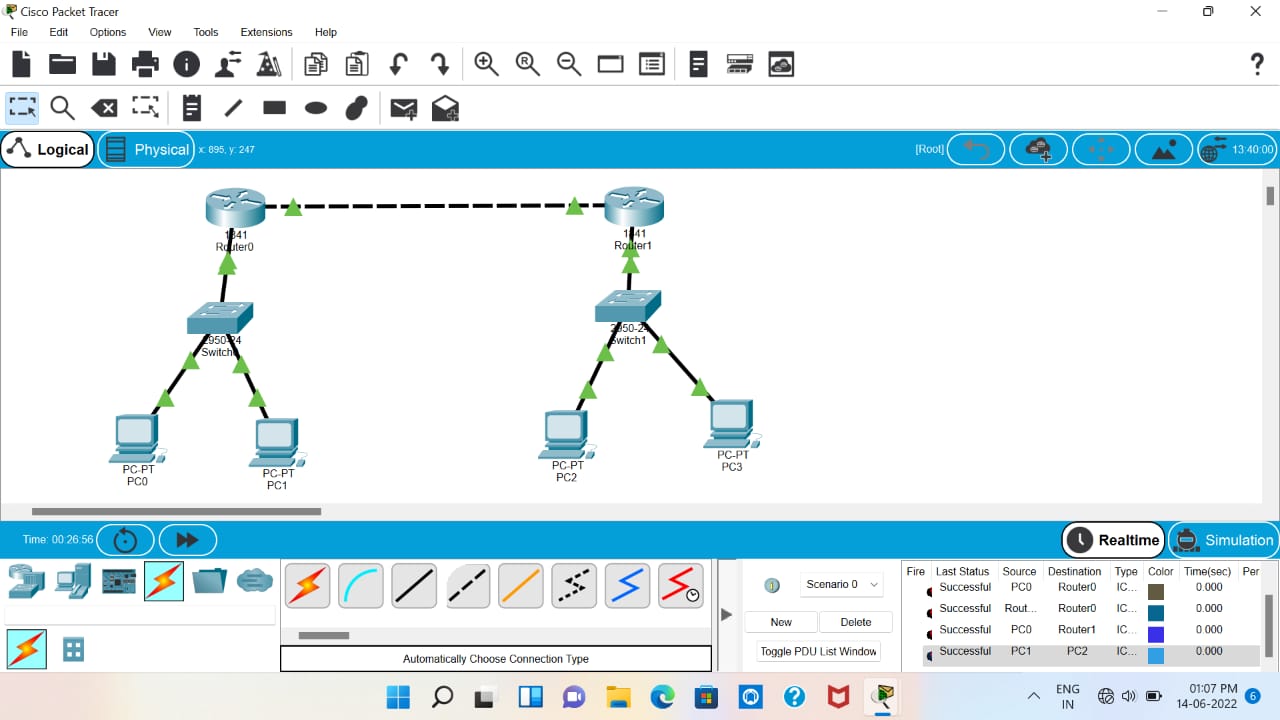 Cisco Packet Tracer
File Edit Options View Tools Extensions Help
Logical Physical x: 695, y: 247 [Root] 13:40:00
1841
Router0
1841
Router1
2950-24
Switch0
2950-24
Switch1
PC-PT
PC0
PC-PT
PC1
PC-PT
PC2
PC-PT
PC3
Time: 00:26:56 Realtime Simulation
Scenario 0
New Delete
Toggle PDU List Window
Automatically Choose Connection Type
Fire Last Status Source Destination Type Color Time(sec) Per
Successful PC0 Router0 IC... 0.000
Successful Rout... Router0 IC... 0.000
Successful PC0 Router1 IC... 0.000
Successful PC1 PC2 IC... 0.000
ENG
IN
01:07 PM
14-06-2022
6